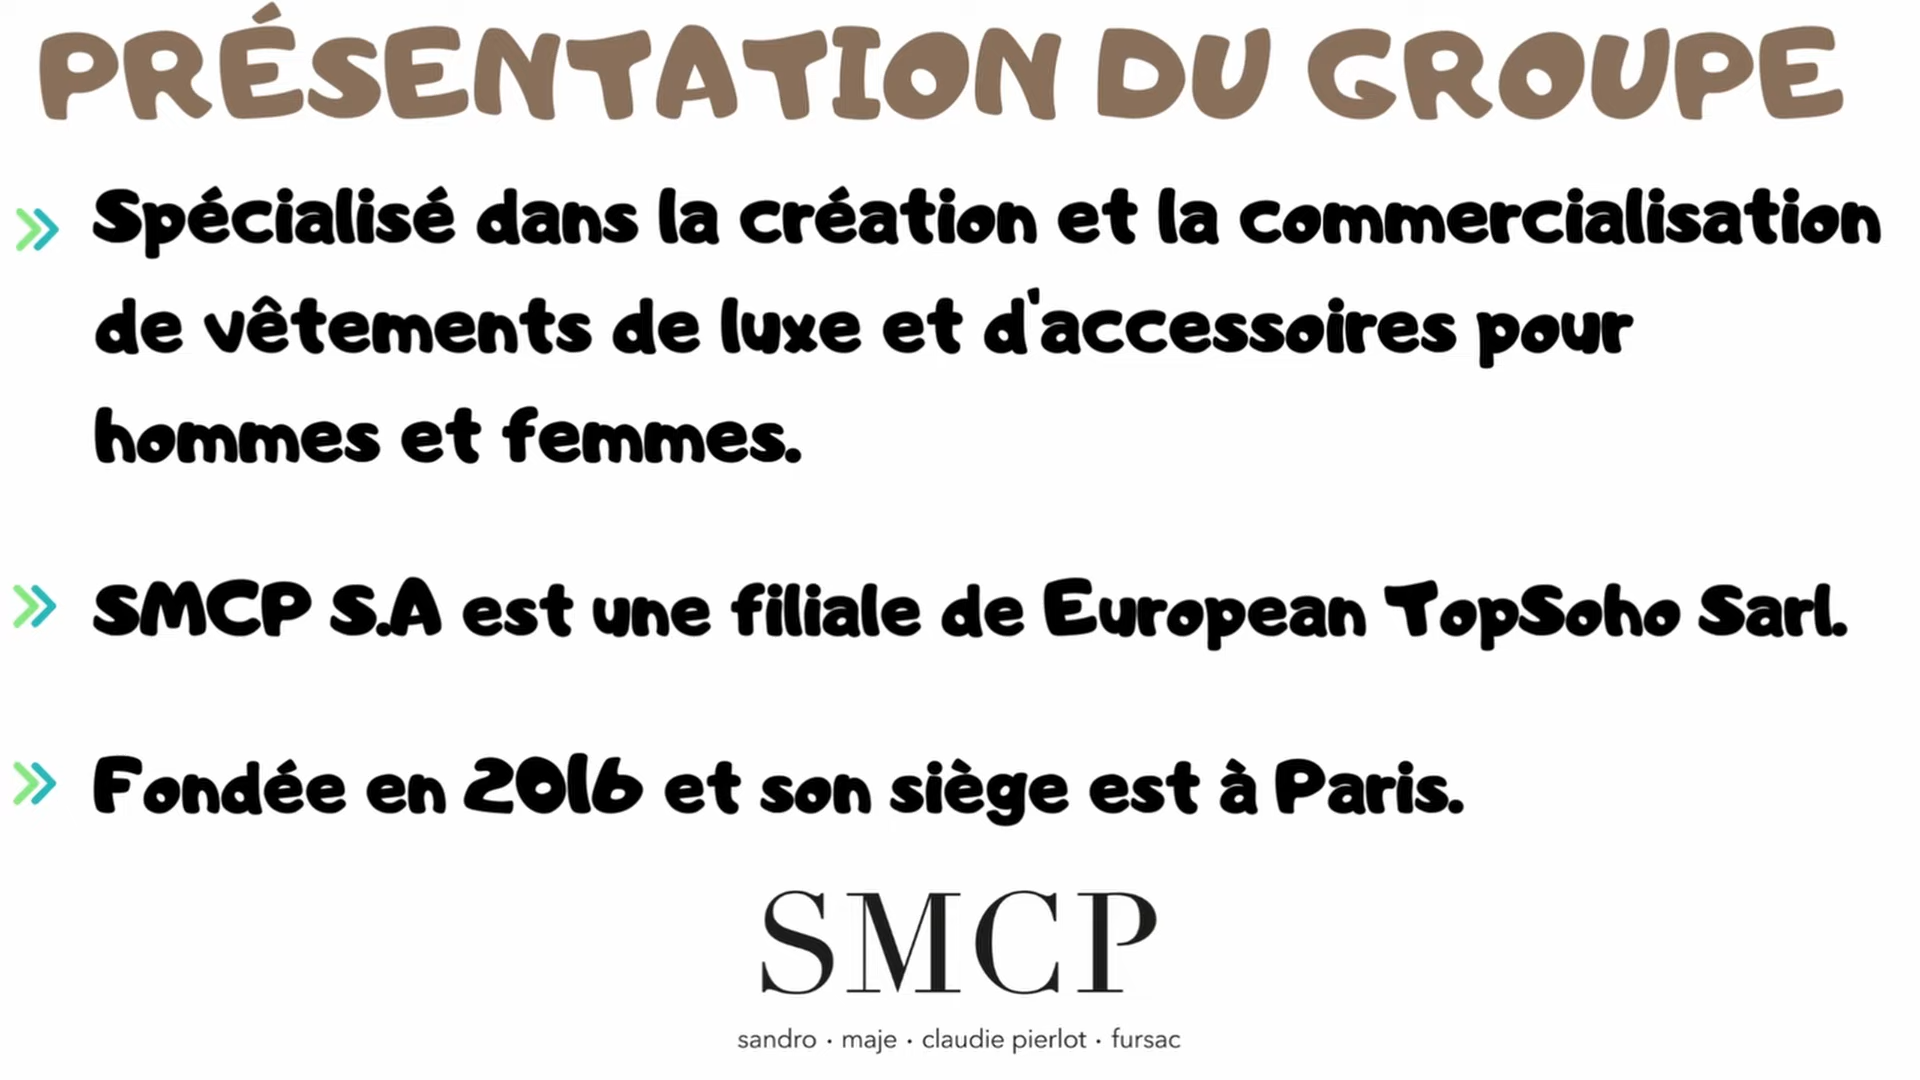 PRÉSENTATION DU GROUPE
Spécialisé dans la création et la commercialisation
de vêtements de luxe et d'accessoires pour
hommes et femmes.
SMCP S.A est une filiale de European TopSoho Sarl.
Fondée en 2016 et son siège est à Paris.
SMCP
sandro · maje · claudie pierlot · fursac